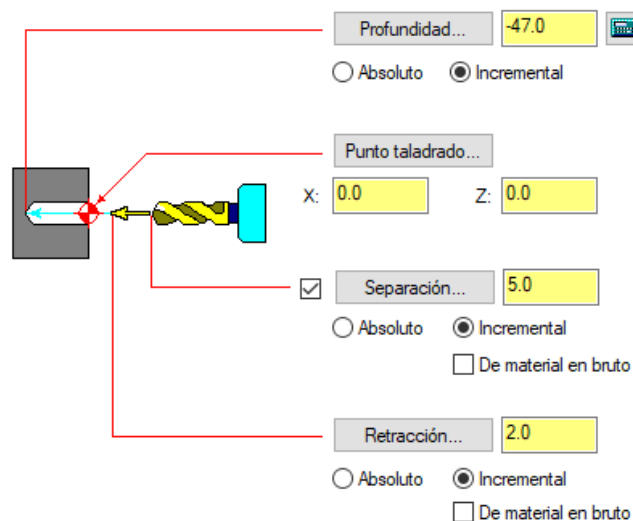 Profundidad... -47.0
Absoluto Incremental
Punto taladrado...
X: 0.0 Z: 0.0
Separación... 5.0
Absoluto Incremental
De material en bruto
Retracción... 2.0
Absoluto Incremental
De material en bruto